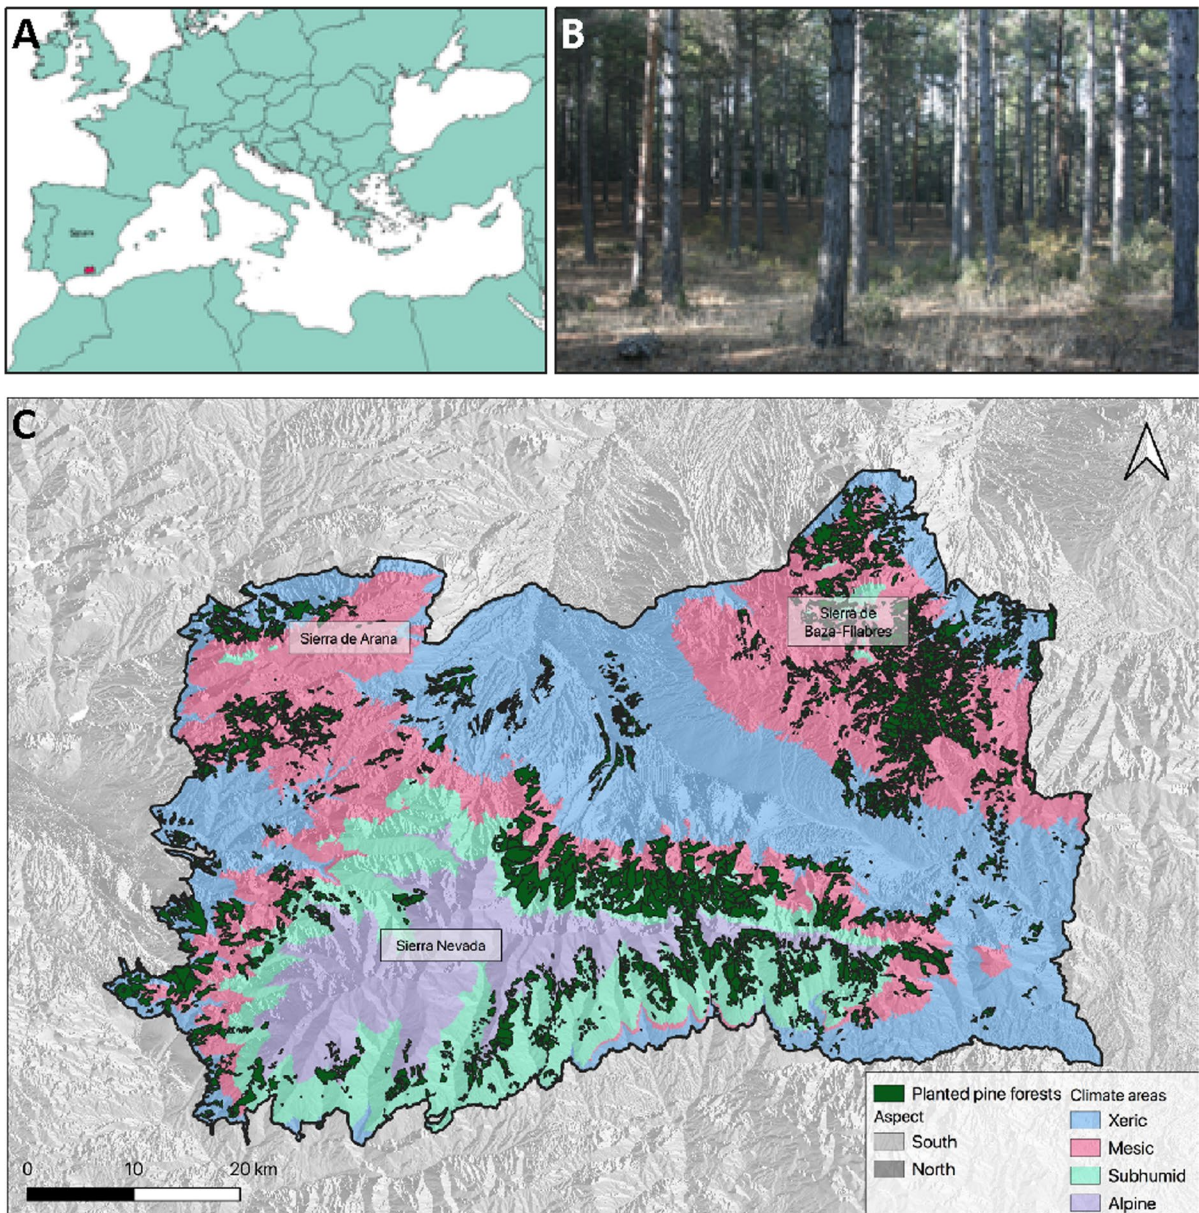 A
Spain
B
C
Sierra de Arana
Sierra de
Baza-Filabres
Sierra Nevada
0 10 20 km
Planted pine forests
Aspect
South
North
Climate areas
Xeric
Mesic
Subhumid
Alpine